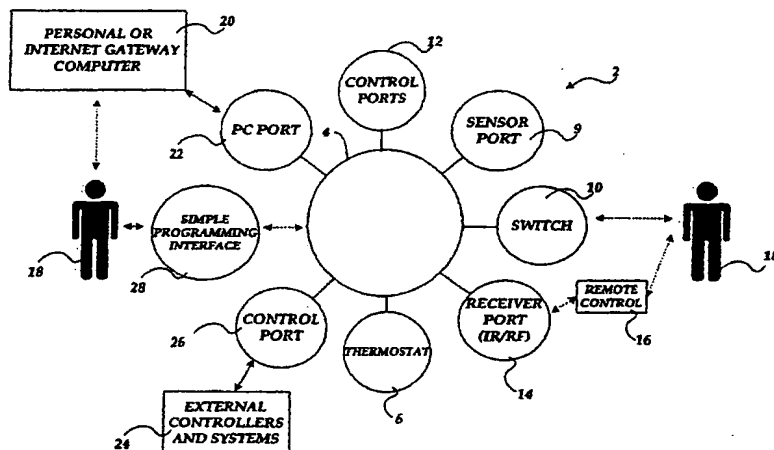 20
PERSONAL OR
INTERNET GATEWAY
COMPUTER
12
CONTROL
PORTS
2
PC PORT
22
4
SENSOR
PORT
9
10
SWITCH
18
SIMPLE
PROGRAMMING
INTERFACE
28
18
REMOTE
CONTROL
16
RECEIVER
PORT
(IR/RF)
14
CONTROL
PORT
26
THERMOSTAT
6
EXTERNAL
CONTROLLERS
AND SYSTEMS
24